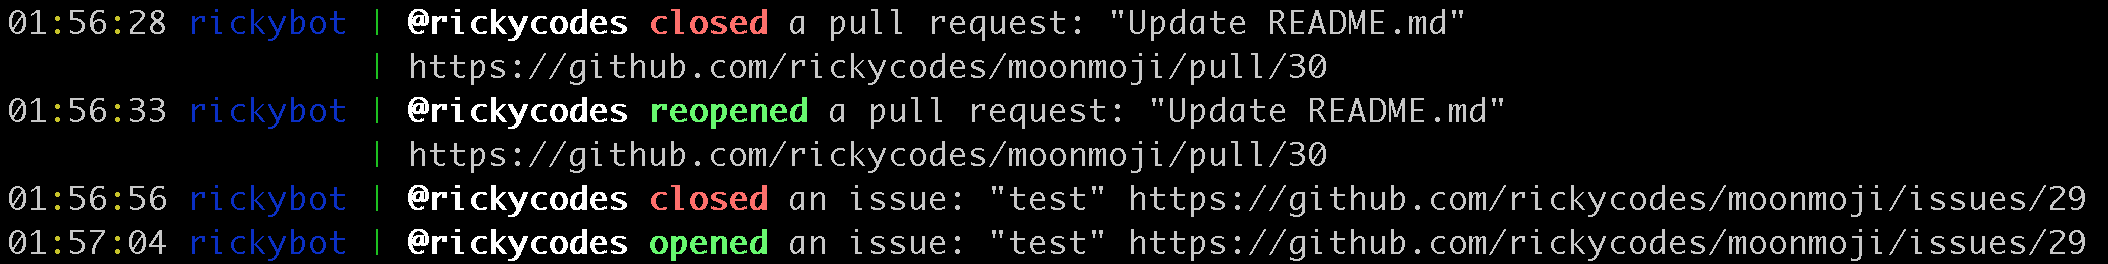 01:56:28 rickybot | @rickycodes closed a pull request: "Update README.md"
| https://github.com/rickycodes/moonmoji/pull/30
01:56:33 rickybot | @rickycodes reopened a pull request: "Update README.md"
| https://github.com/rickycodes/moonmoji/pull/30
01:56:56 rickybot | @rickycodes closed an issue: "test" https://github.com/rickycodes/moonmoji/issues/29
01:57:04 rickybot | @rickycodes opened an issue: "test" https://github.com/rickycodes/moonmoji/issues/29